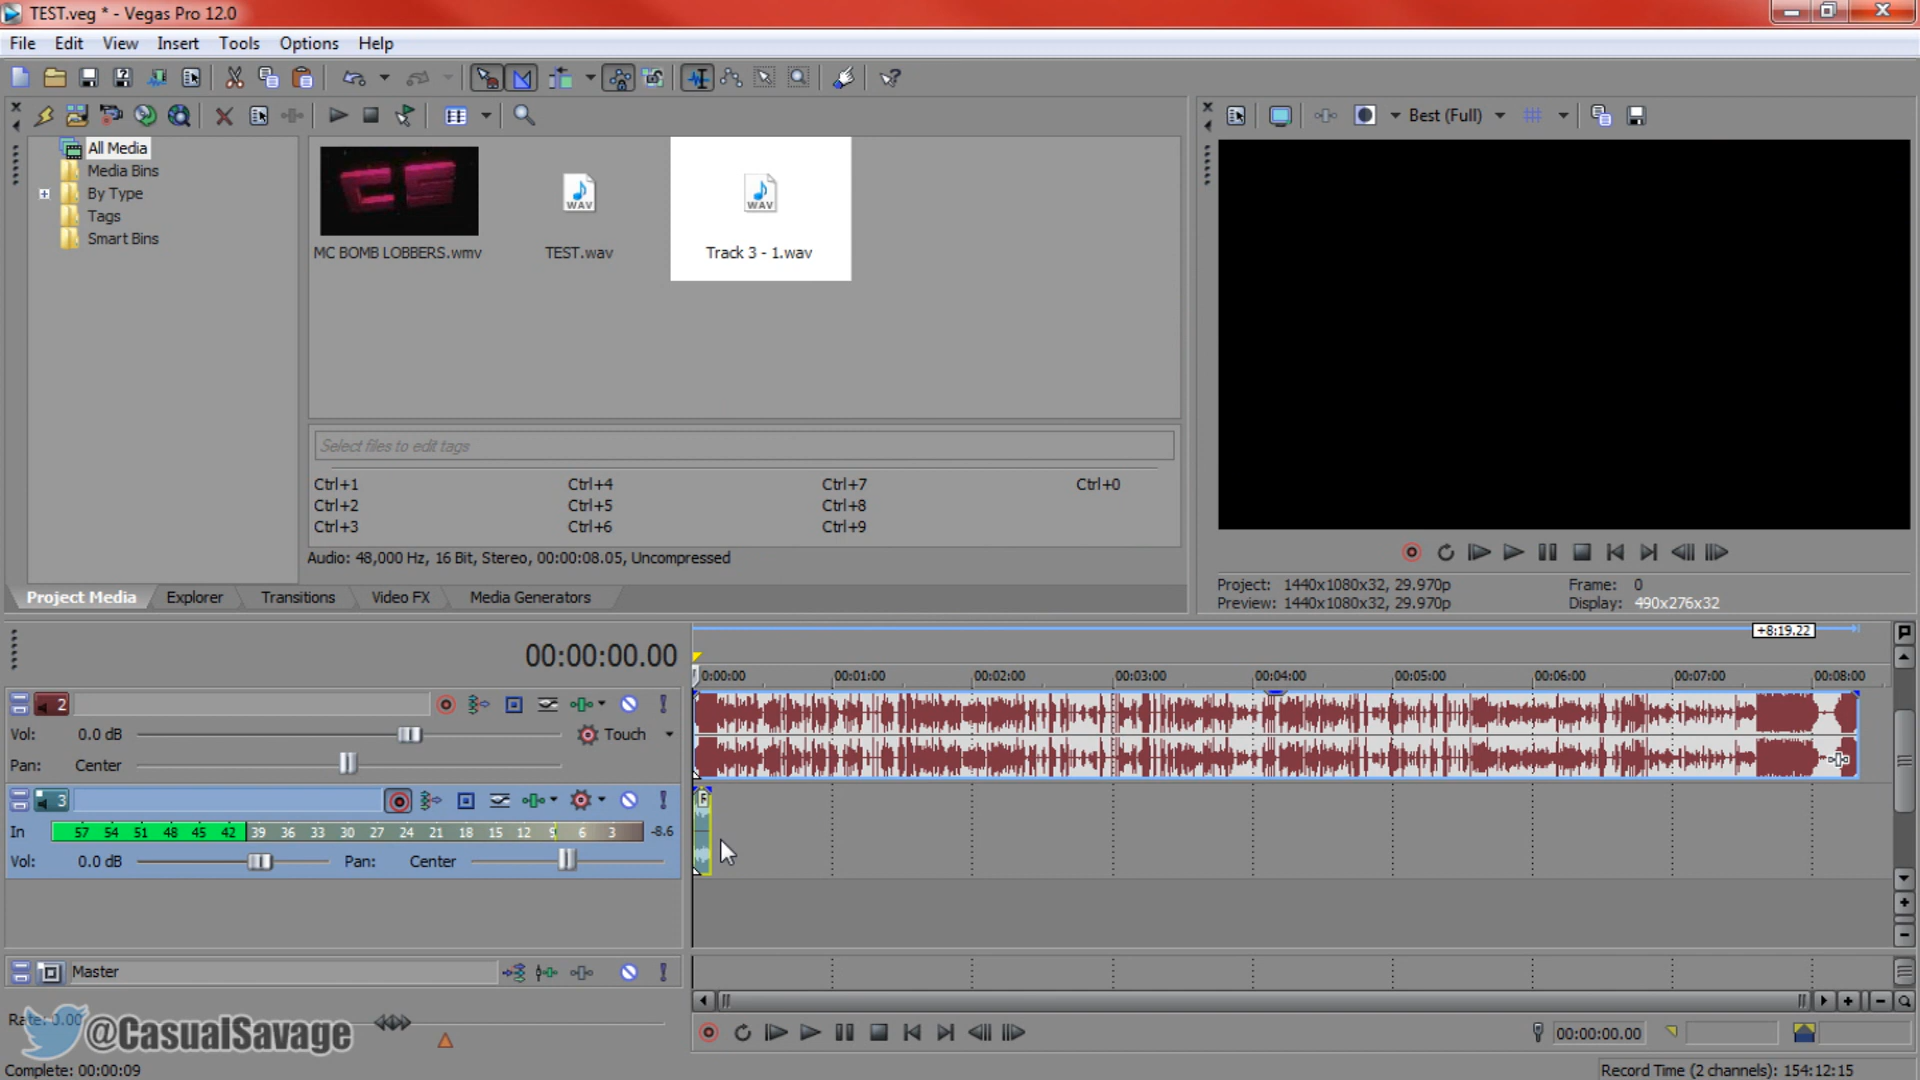 TEST.veg * - Vegas Pro 12.0
File Edit View Insert Tools Options Help
Best (Full)
All Media
Media Bins
By Type
Tags
Smart Bins
WAV
WAV
MC BOMB LOBBERS.wmv
TEST.wav
Track 3 - 1.wav
Select files to edit tags
Ctrl+1 Ctrl+4 Ctrl+7 Ctrl+0
Ctrl+2 Ctrl+5 Ctrl+8
Ctrl+3 Ctrl+6 Ctrl+9
Audio: 48,000 Hz, 16 Bit, Stereo, 00:00:08.05, Uncompressed
Project Media Explorer Transitions Video FX Media Generators
Project: 1440x1080x32, 29.970p Frame: 0
Preview: 1440x1080x32, 29.970p Display: 490x276x32
+8:19.22
00:00:00.00
0:00:00 00:01:00 00:02:00 00:03:00 00:04:00 00:05:00 00:06:00 00:07:00 00:08:00
2
Vol: 0.0 dB Touch
Pan: Center
3
In 57 54 51 48 45 42 39 36 33 30 27 24 21 18 15 12 9 6 3 -8.6
Vol: 0.0 dB Pan: Center
Master
Rate: 0.00
@CasualSavage
00:00:00.00
Complete: 00:00:09
Record Time (2 channels): 154:12:15